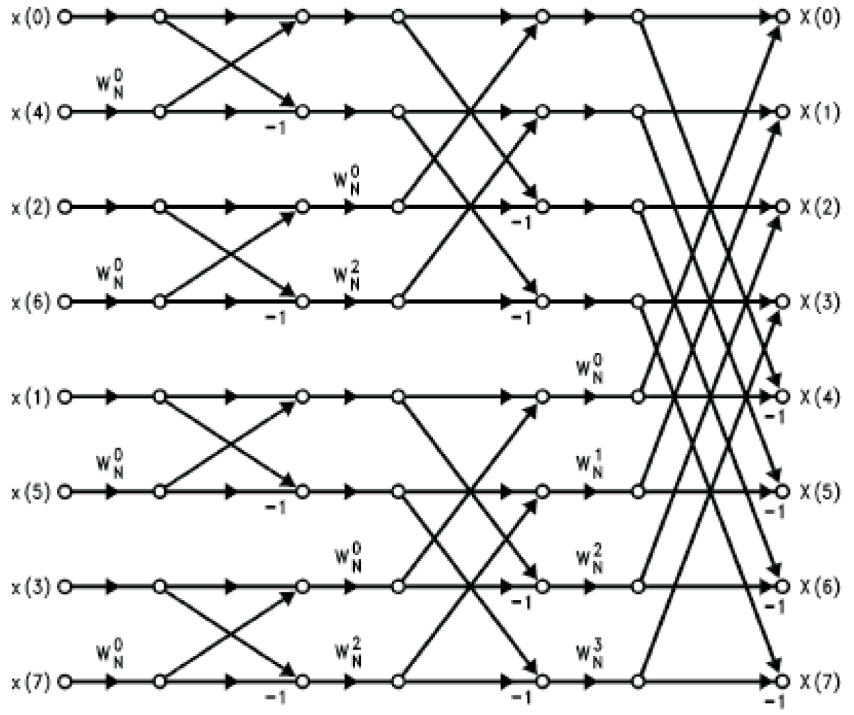 x(0) X(0)
W_N^0
x(4) -1 X(1)
W_N^0
x(2) -1 X(2)
W_N^0 W_N^2
x(6) -1 -1 X(3)
W_N^0
x(1) X(4)
-1
W_N^0 W_N^1
x(5) -1 X(5)
-1
W_N^0 W_N^2
x(3) -1 X(6)
-1
W_N^0 W_N^2 W_N^3
x(7) -1 -1 X(7)
-1